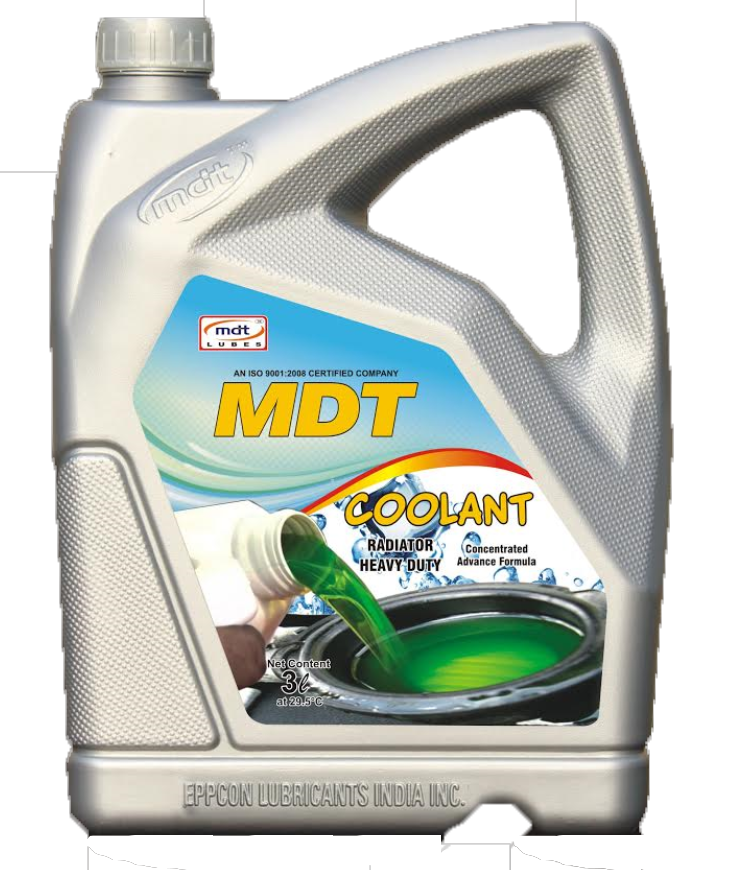 mdt
mdt
LUBES
AN ISO 9001:2008 CERTIFIED COMPANY
MDT
COOLANT
RADIATOR
HEAVY DUTY
Concentrated
Advance Formula
Net Content
3ℓ
at 29.5°C
EPPCON LUBRICANTS INDIA INC.